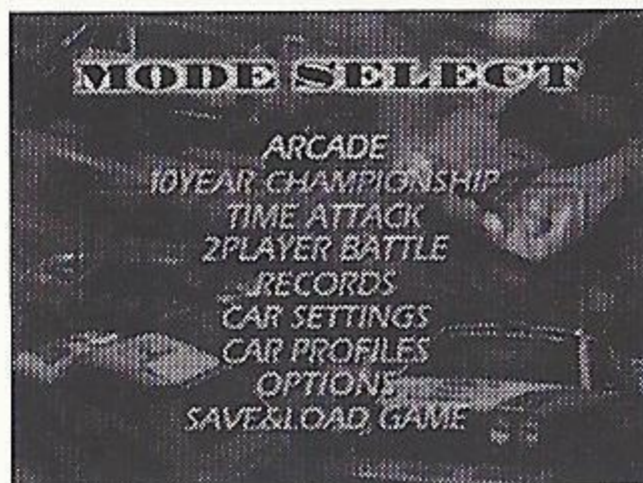 MODE SELECT
ARCADE
10YEAR CHAMPIONSHIP
TIME ATTACK
2PLAYER BATTLE
RECORDS
CAR SETTINGS
CAR PROFILES
OPTIONS
SAVE&LOAD GAME